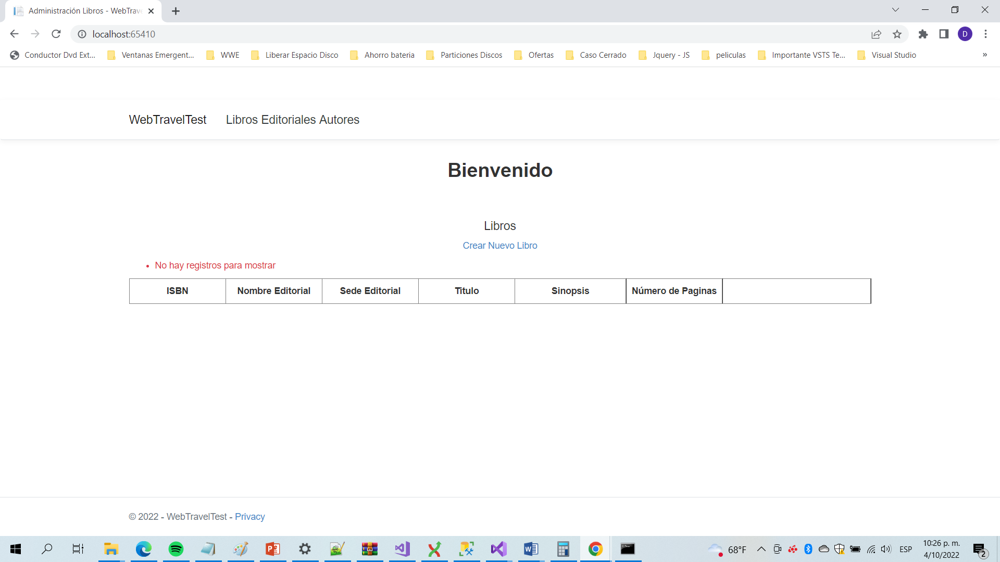 Administración Libros - WebTrave
localhost:65410
D
Conductor Dvd Ext... Ventanas Emergent... WWE Liberar Espacio Disco Ahorro bateria Particiones Discos Ofertas Caso Cerrado Jquery - JS peliculas Importante VSTS Te... Visual Studio »
WebTravelTest Libros Editoriales Autores
Bienvenido
Libros
Crear Nuevo Libro
• No hay registros para mostrar
ISBN Nombre Editorial Sede Editorial Titulo Sinopsis Número de Paginas
© 2022 - WebTravelTest - Privacy
68°F ESP 10:26 p. m.
4/10/2022
2